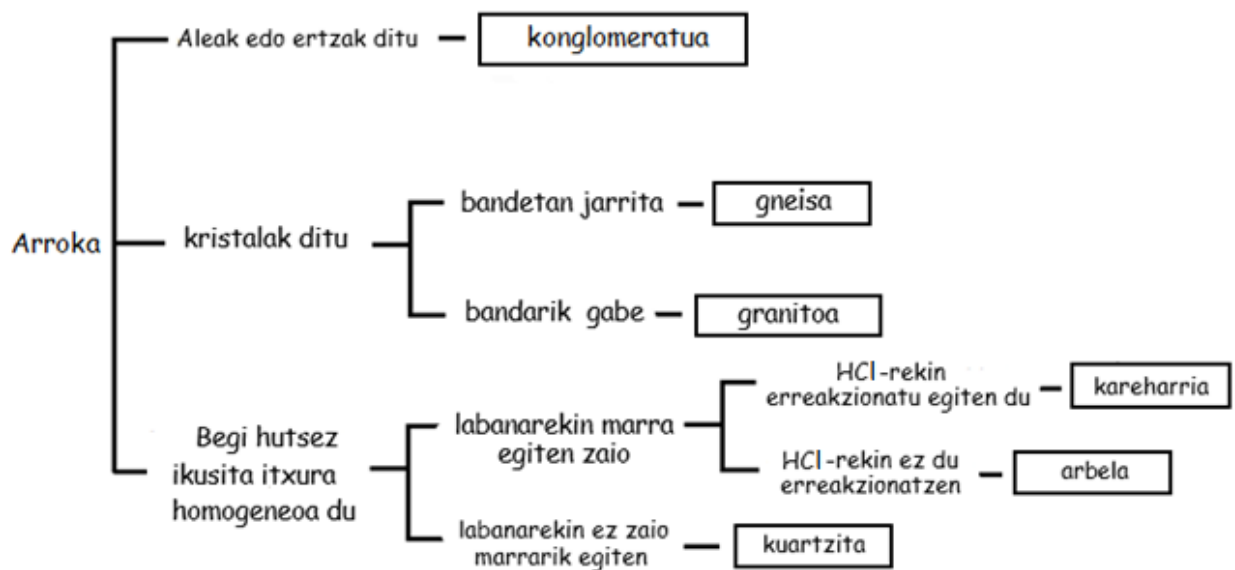 Aleak edo ertzak ditu
konglomeratua
Arroka
kristalak ditu
bandetan jarrita
gneisa
bandarik gabe
granitoa
Begi hutsez
ikusita itxura
homogeneoa du
labanarekin marra
egiten zaio
HCl-rekin
erreakzionatu egiten du
kareharria
HCl-rekin ez du
erreakzionatzen
arbela
labanarekin ez zaio
marrarik egiten
kuartzita